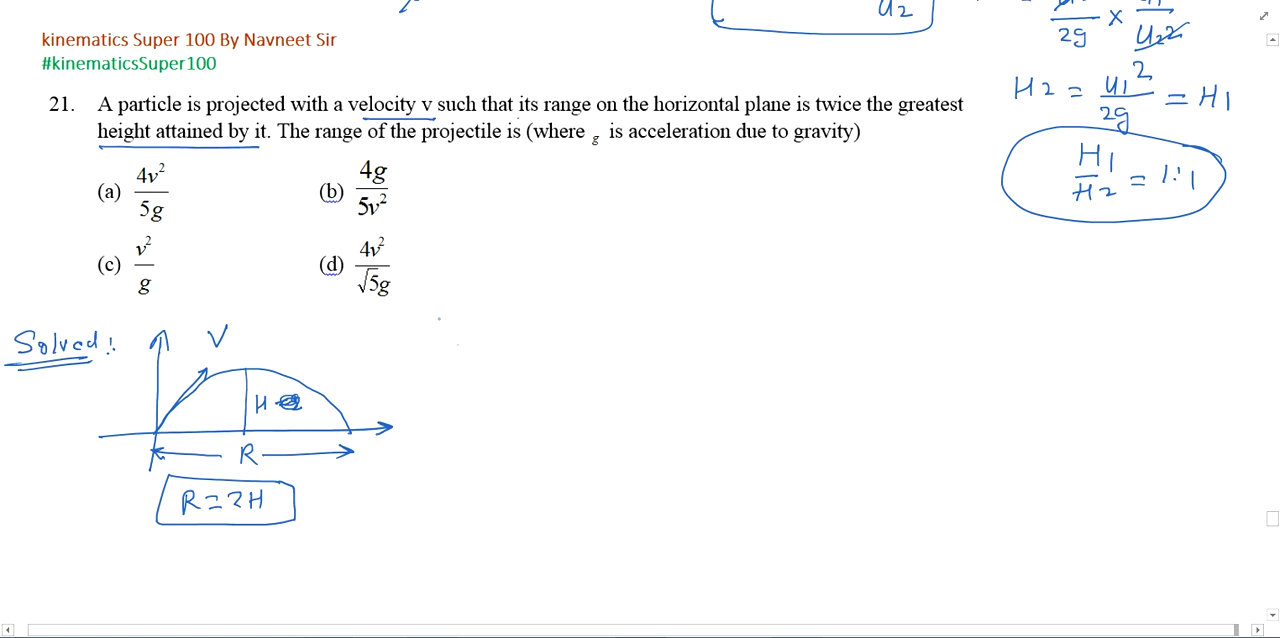 U2
2g × U2²
kinematics Super 100 By Navneet Sir
#kinematicsSuper100
H2 = u1²/2g = H1
21. A particle is projected with a velocity v such that its range on the horizontal plane is twice the greatest
height attained by it. The range of the projectile is (where g is acceleration due to gravity)
H1/H2 = 1:1
(a) 4v²/5g (b) 4g/5v²
(c) v²/g (d) 4v²/√5g
Solved:
V
H
R
R=2H